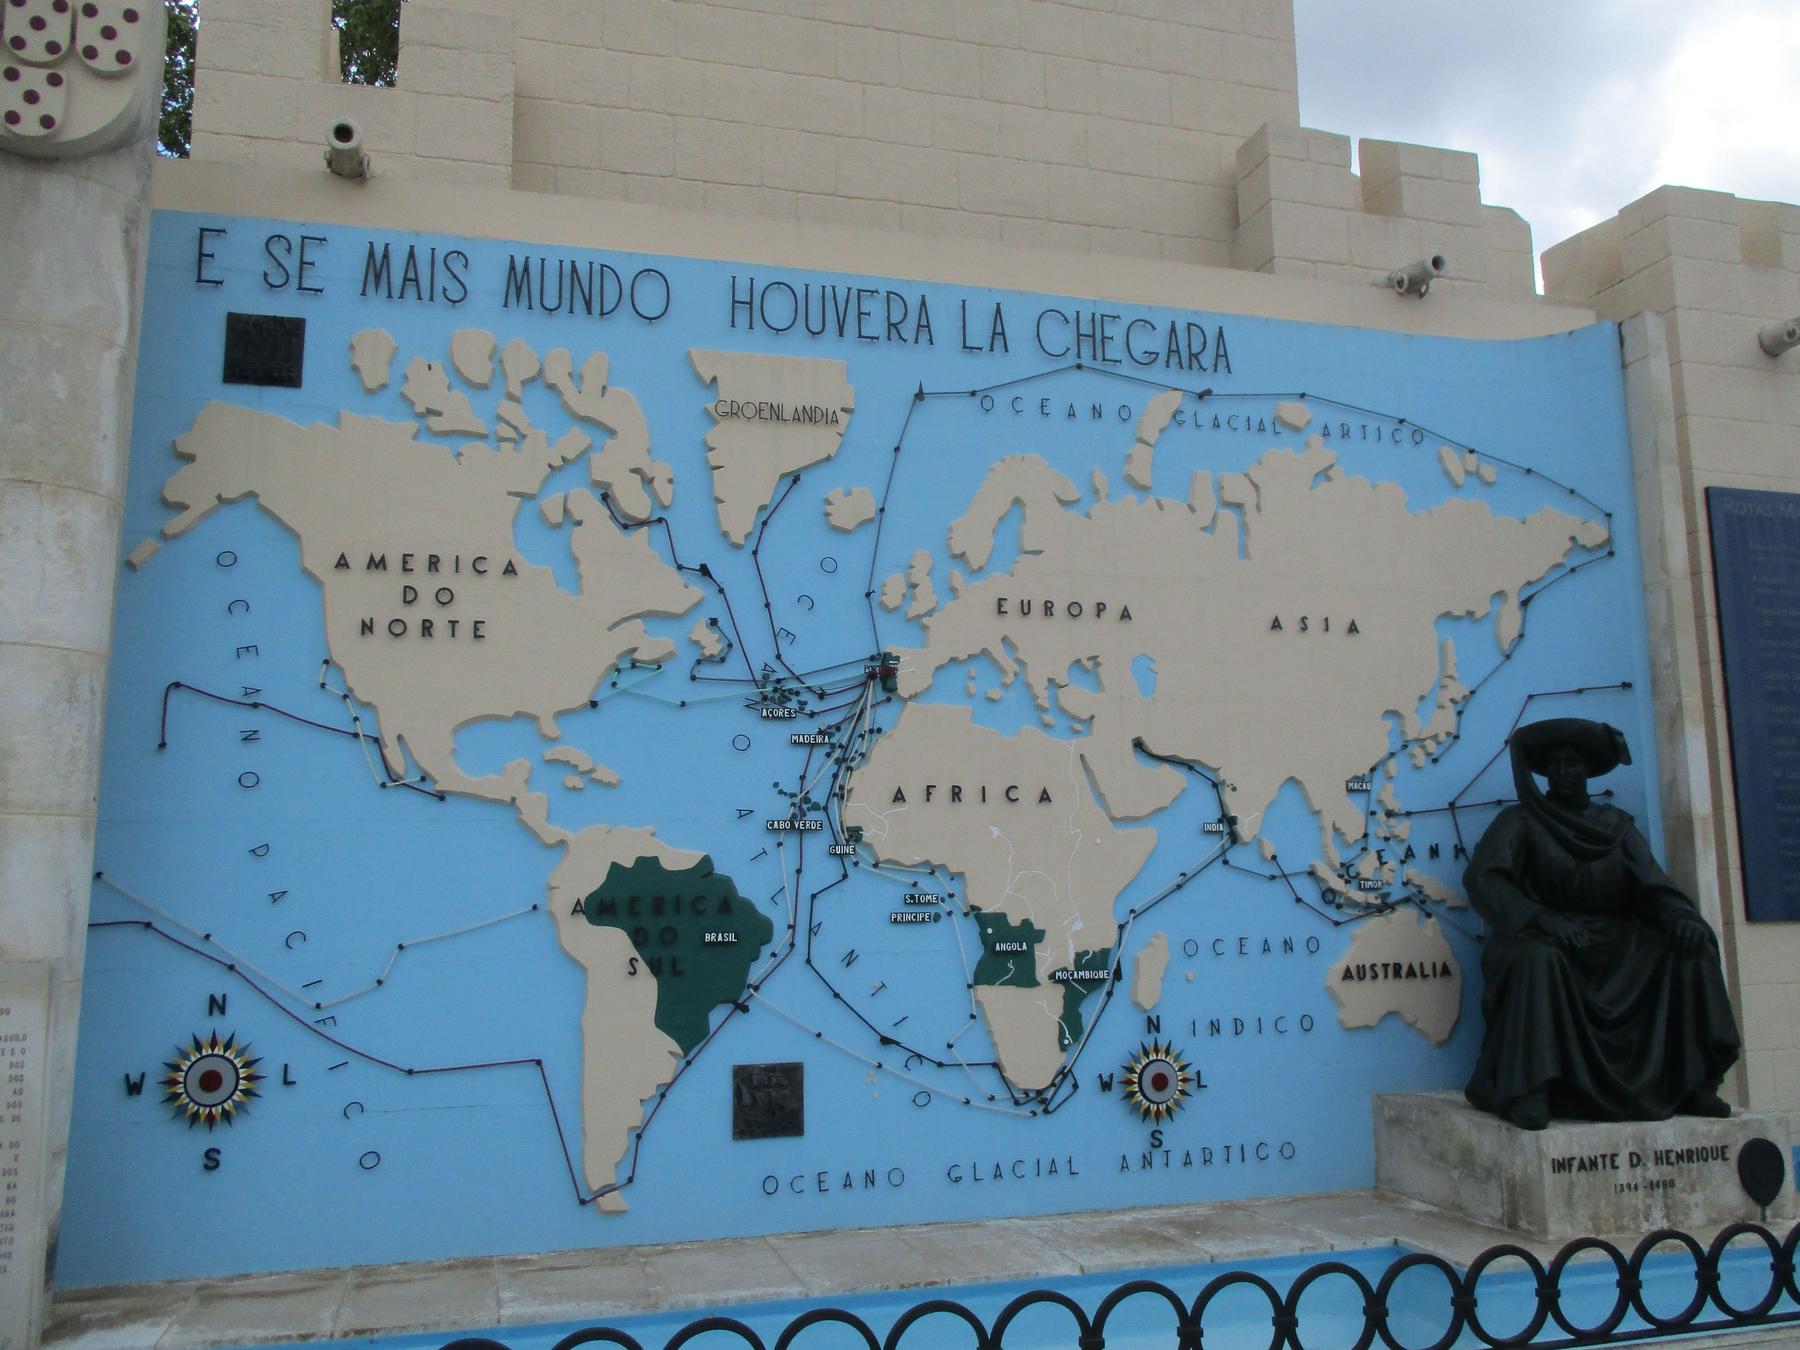 E SE MAIS MUNDO HOUVERA LA CHEGARA
GROENLANDIA
OCEANO GLACIAL ARTICO
AMERICA
DO
NORTE
EUROPA
ASIA
OCEANO PACIFICO
OCEANO ATLANTICO
AÇORES
MADEIRA
AFRICA
MACAU
CABO VERDE
INDIA
GUINE
OCEANIA
TIMOR
S.TOME
PRINCIPE
AMERICA
DO
SUL
BRASIL
ANGOLA
MOÇAMBIQUE
OCEANO
INDICO
AUSTRALIA
N
W L
S
N
W L
S
OCEANO GLACIAL ANTARTICO
INFANTE D. HENRIQUE
1394-1460
ROTAS